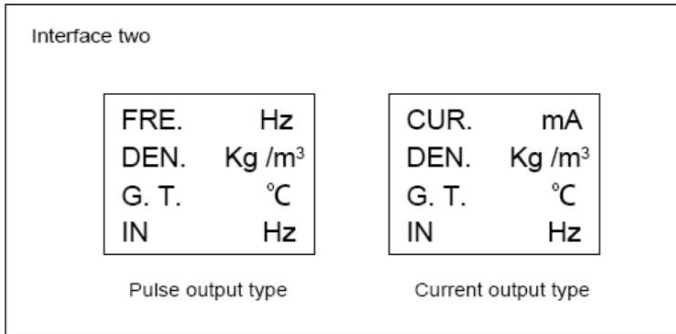 Interface two
FRE. Hz
DEN. Kg /m³
G. T. ℃
IN Hz
Pulse output type
CUR. mA
DEN. Kg /m³
G. T. ℃
IN Hz
Current output type